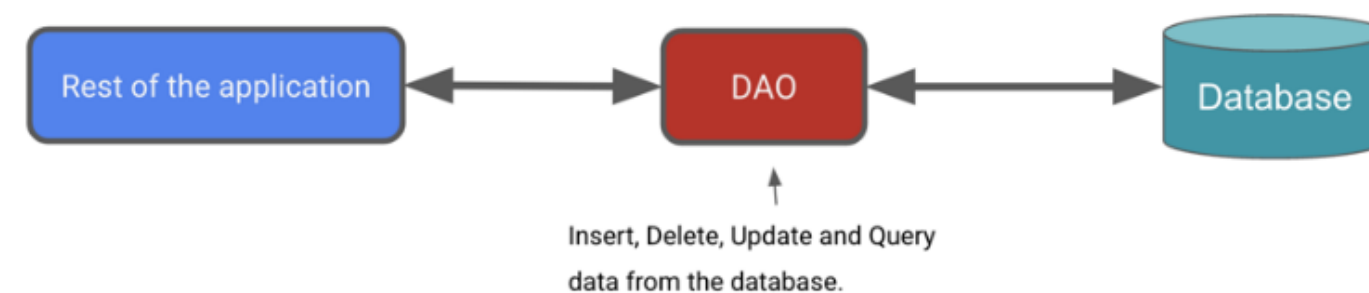 Rest of the application
DAO
Database
Insert, Delete, Update and Query
data from the database.